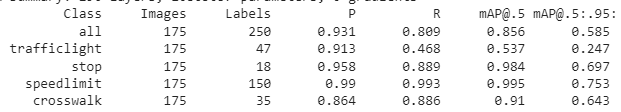 Class Images Labels P R mAP@.5 mAP@.5:.95:
all 175 250 0.931 0.809 0.856 0.585
trafficlight 175 47 0.913 0.468 0.537 0.247
stop 175 18 0.958 0.889 0.984 0.697
speedlimit 175 150 0.99 0.993 0.995 0.753
crosswalk 175 35 0.864 0.886 0.91 0.643